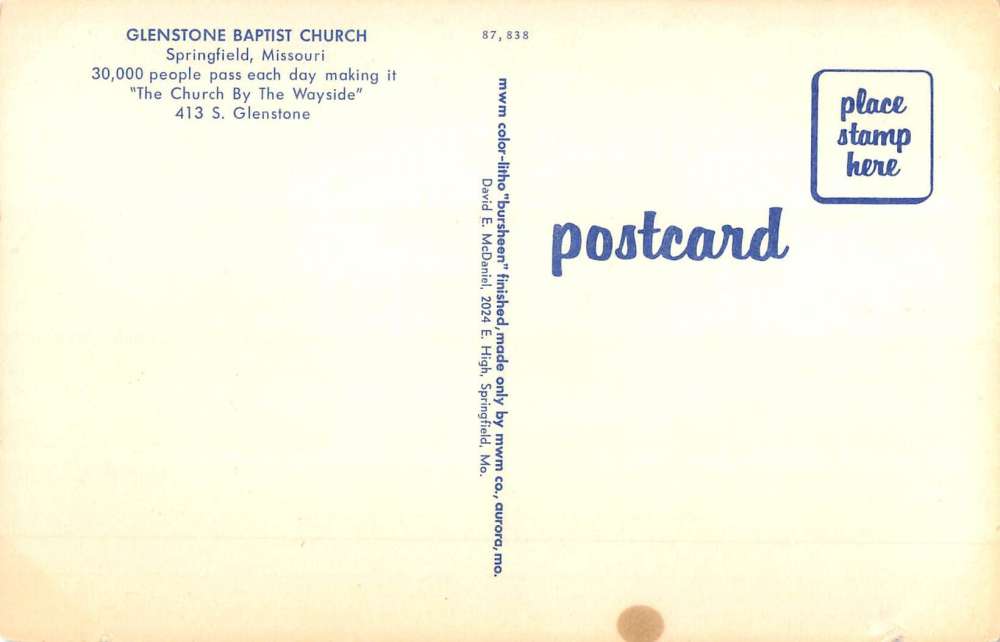 GLENSTONE BAPTIST CHURCH
Springfield, Missouri
30,000 people pass each day making it
"The Church By The Wayside"
413 S. Glenstone
87,838
mwm color-litho "bursheen" finished, made only by mwm co., aurora, mo.
David E. McDaniel, 2024 E. High, Springfield, Mo.
place
stamp
here
postcard